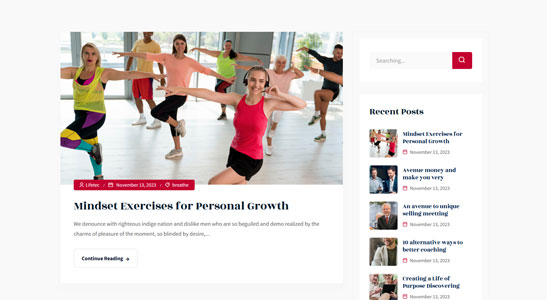 Searching...
Lifetec / November 13, 2023 / breathe
Mindset Exercises for Personal Growth
We denounce with righteous indige nation and dislike men who are so beguiled and demo realized by the
charms of pleasure of the moment, so blinded by desire,...
Continue Reading
Recent Posts
Mindset Exercises for
Personal Growth
November 13, 2023
Avenue money and
make you very
November 13, 2023
An avenue to unique
selling meeting
November 13, 2023
10 alternative ways to
better coaching
November 13, 2023
Creating a Life of
Purpose Discovering
November 13, 2023